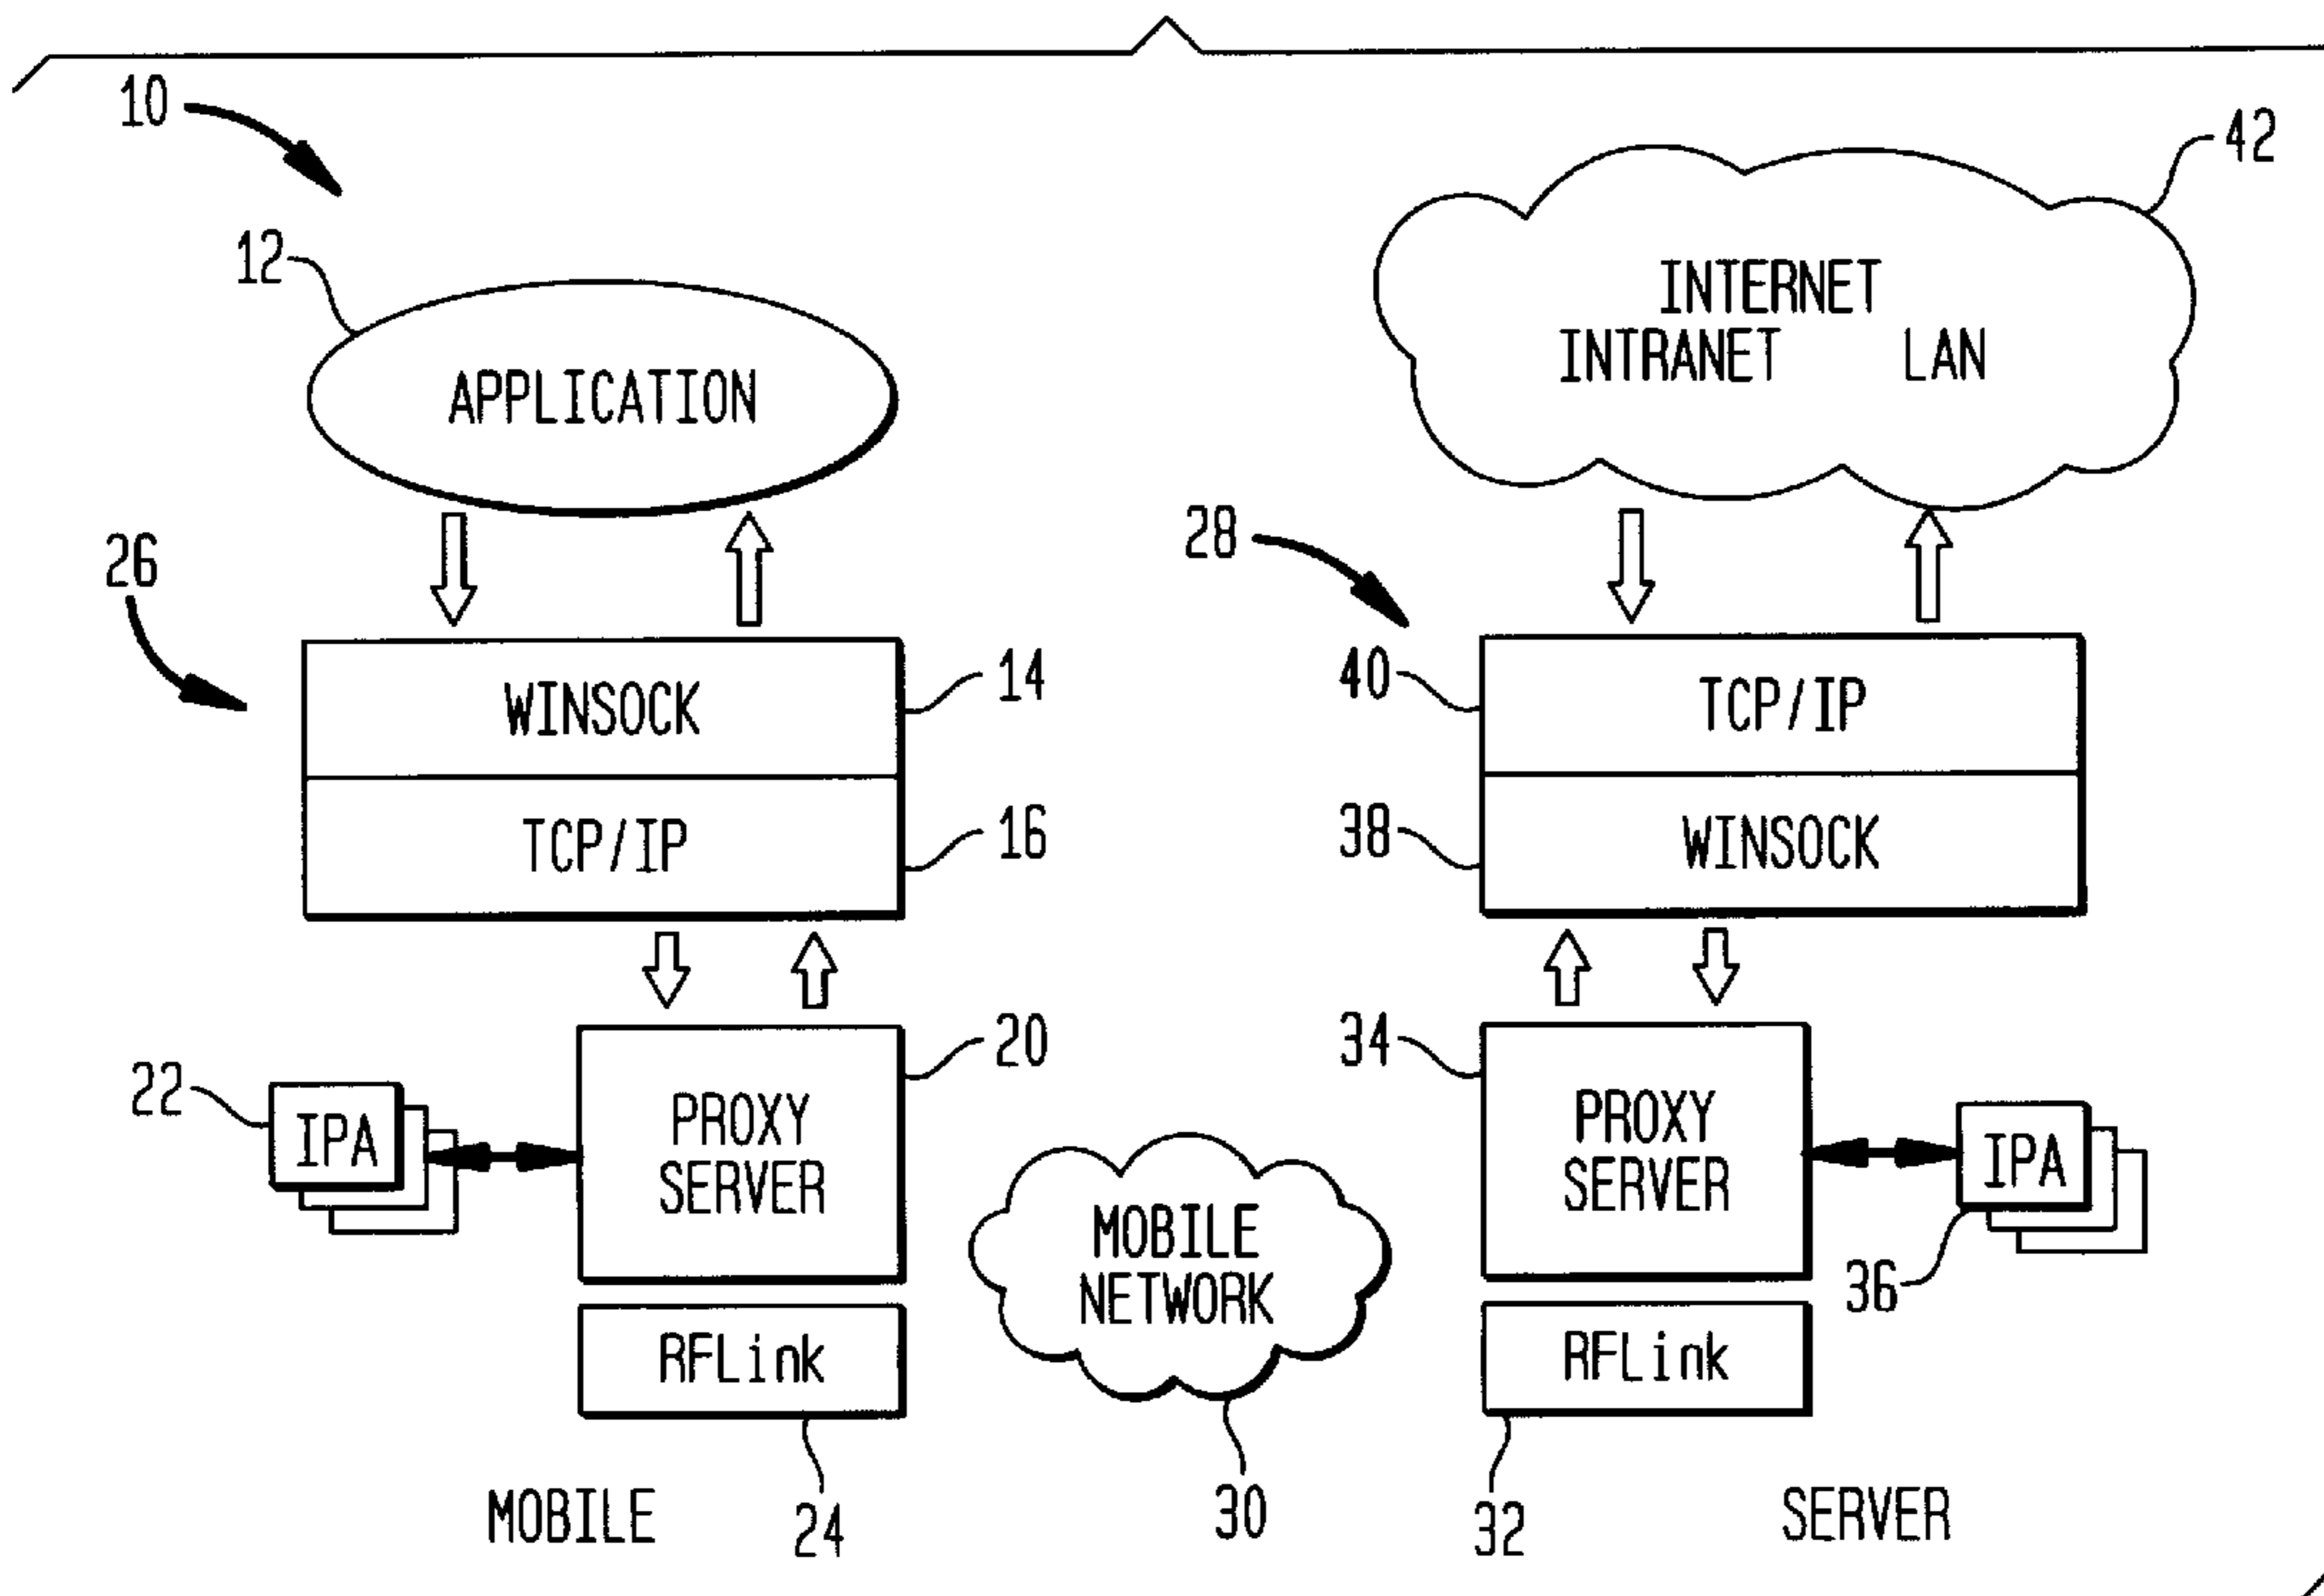 10
42
12
INTERNET
INTRANET LAN
APPLICATION
26
28
WINSOCK
14
40
TCP/IP
TCP/IP
16
38
WINSOCK
22
IPA
PROXY
SERVER
20
34
PROXY
SERVER
IPA
36
MOBILE
NETWORK
RFLink
RFLink
24
30
32
MOBILE
SERVER